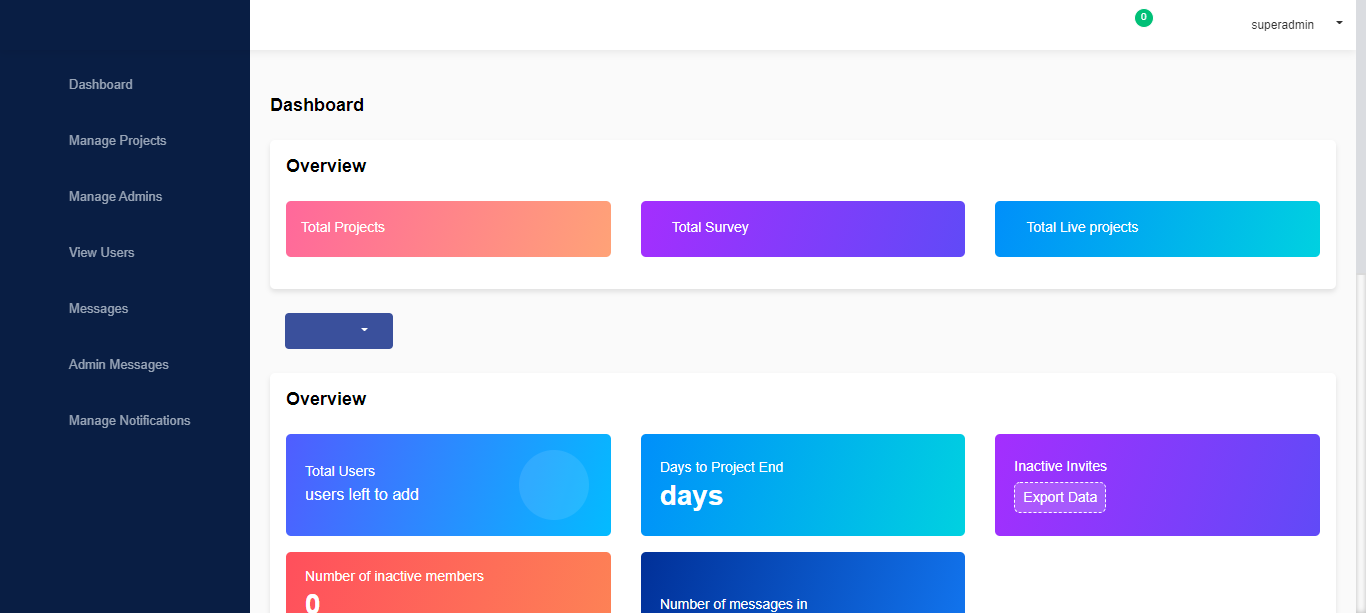 0
superadmin
Dashboard
Manage Projects
Manage Admins
View Users
Messages
Admin Messages
Manage Notifications
Dashboard
Overview
Total Projects
Total Survey
Total Live projects
Overview
Total Users
users left to add
Days to Project End
days
Inactive Invites
Export Data
Number of inactive members
0
Number of messages in